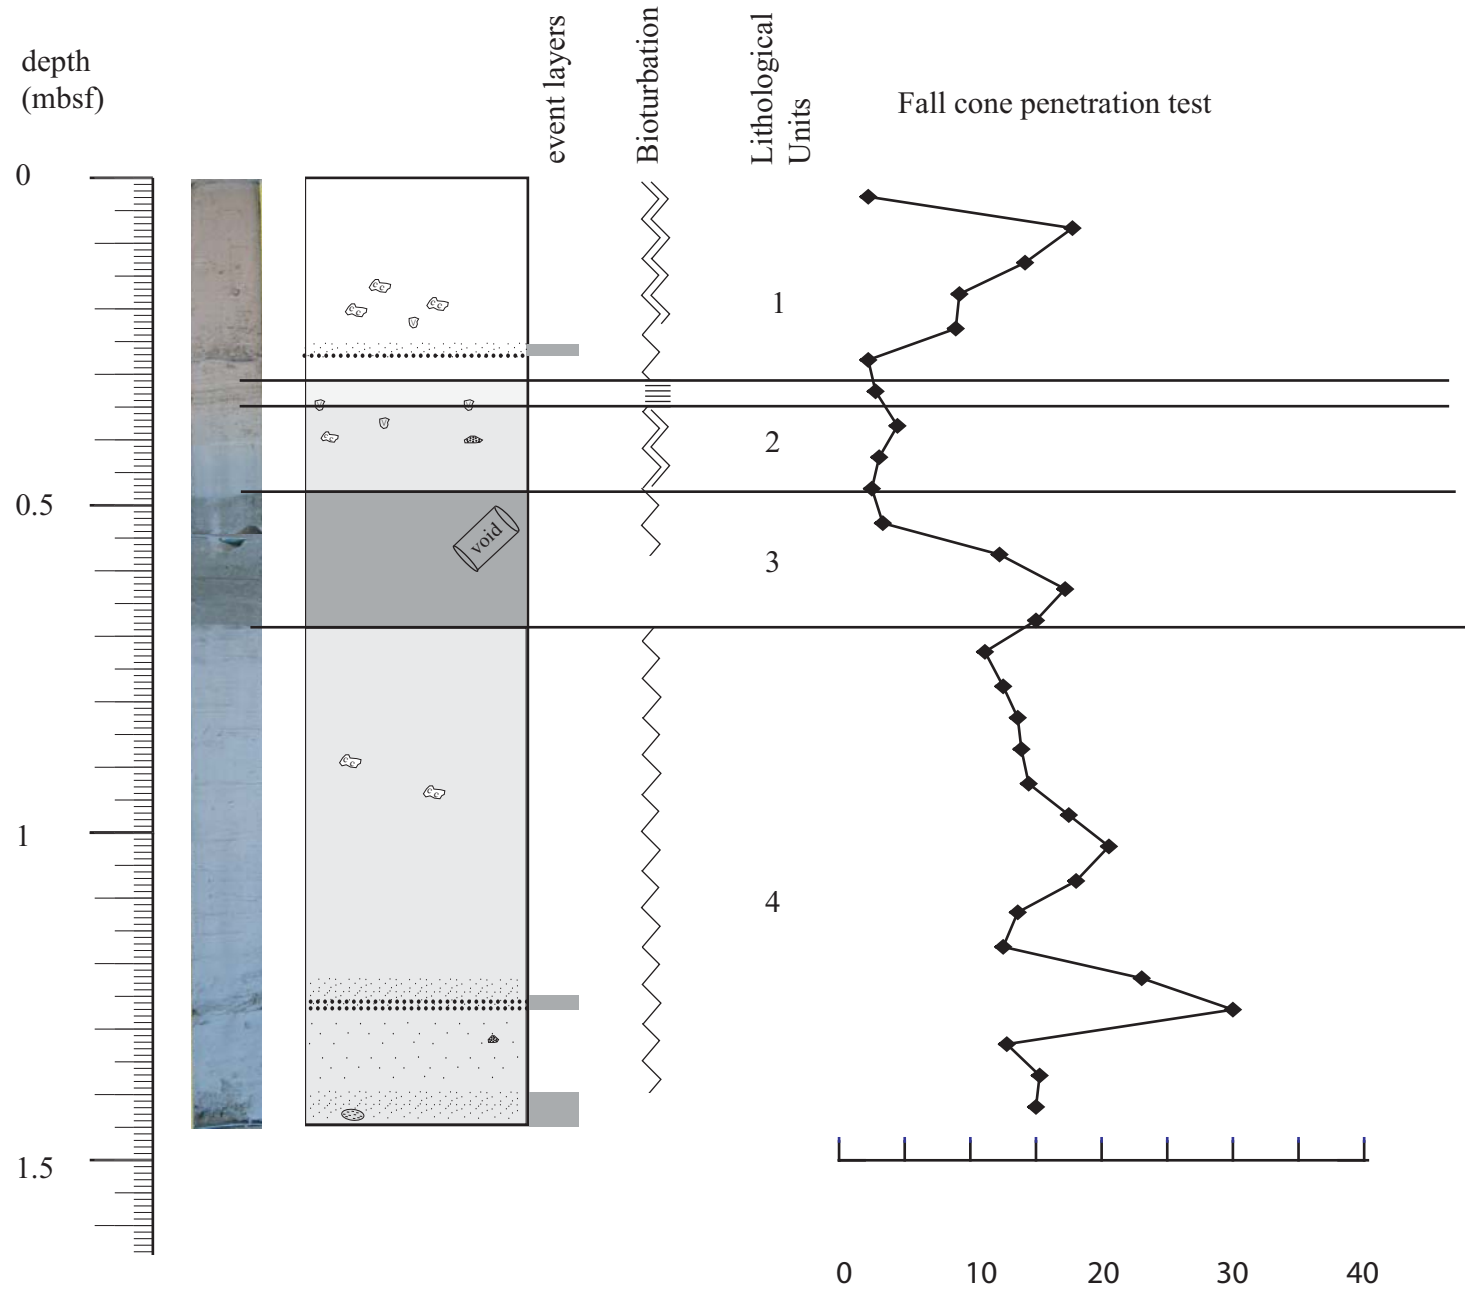 depth
(mbsf)
event layers
Bioturbation
Lithological
Units
Fall cone penetration test
0
0.5
1
1.5
1
2
3
4
void
0 10 20 30 40